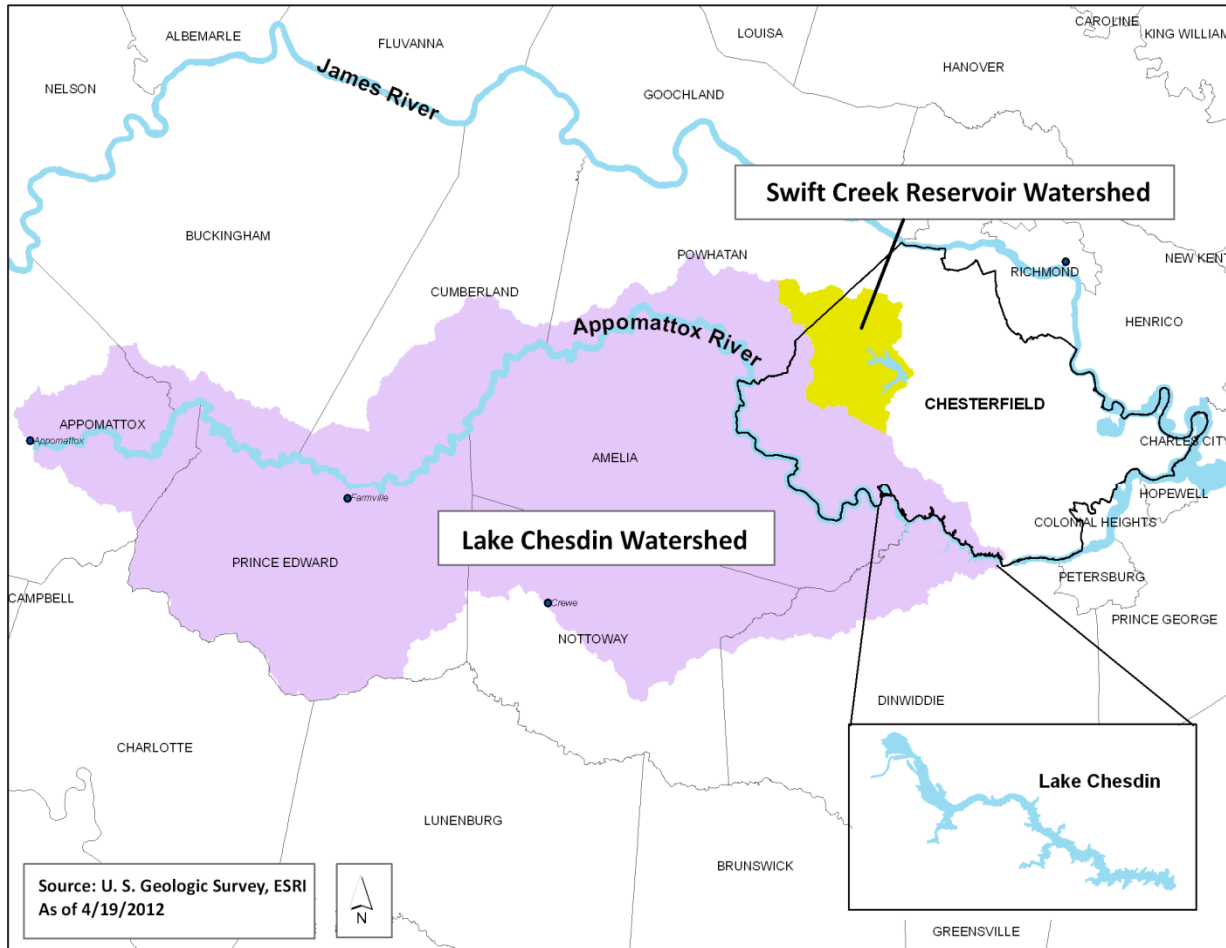 CAROLINE
ALBEMARLE
FLUVANNA
LOUISA
KING WILLIAM
HANOVER
James River
NELSON
GOOCHLAND
Swift Creek Reservoir Watershed
BUCKINGHAM
POWHATAN
NEW KENT
RICHMOND
CUMBERLAND
HENRICO
Appomattox River
CHESTERFIELD
APPOMATTOX
Appomattox
CHARLES CITY
AMELIA
HOPEWELL
Farmville
COLONIAL HEIGHTS
Lake Chesdin Watershed
PRINCE EDWARD
PETERSBURG
CAMPBELL
Crewe
PRINCE GEORGE
NOTTOWAY
DINWIDDIE
CHARLOTTE
Lake Chesdin
LUNENBURG
BRUNSWICK
Source: U. S. Geologic Survey, ESRI
As of 4/19/2012
N
GREENSVILLE